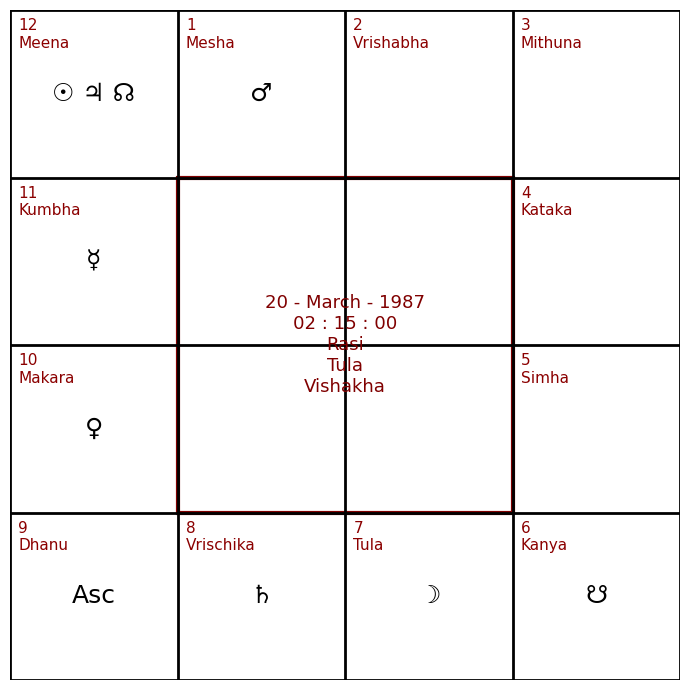 12
Meena
☉ ♃ ☊
1
Mesha
♂
2
Vrishabha
3
Mithuna
11
Kumbha
☿
4
Kataka
20 - March - 1987
02 : 15 : 00
Rasi
Tula
Vishakha
10
Makara
♀
5
Simha
9
Dhanu
Asc
8
Vrischika
♄
7
Tula
☽
6
Kanya
☋